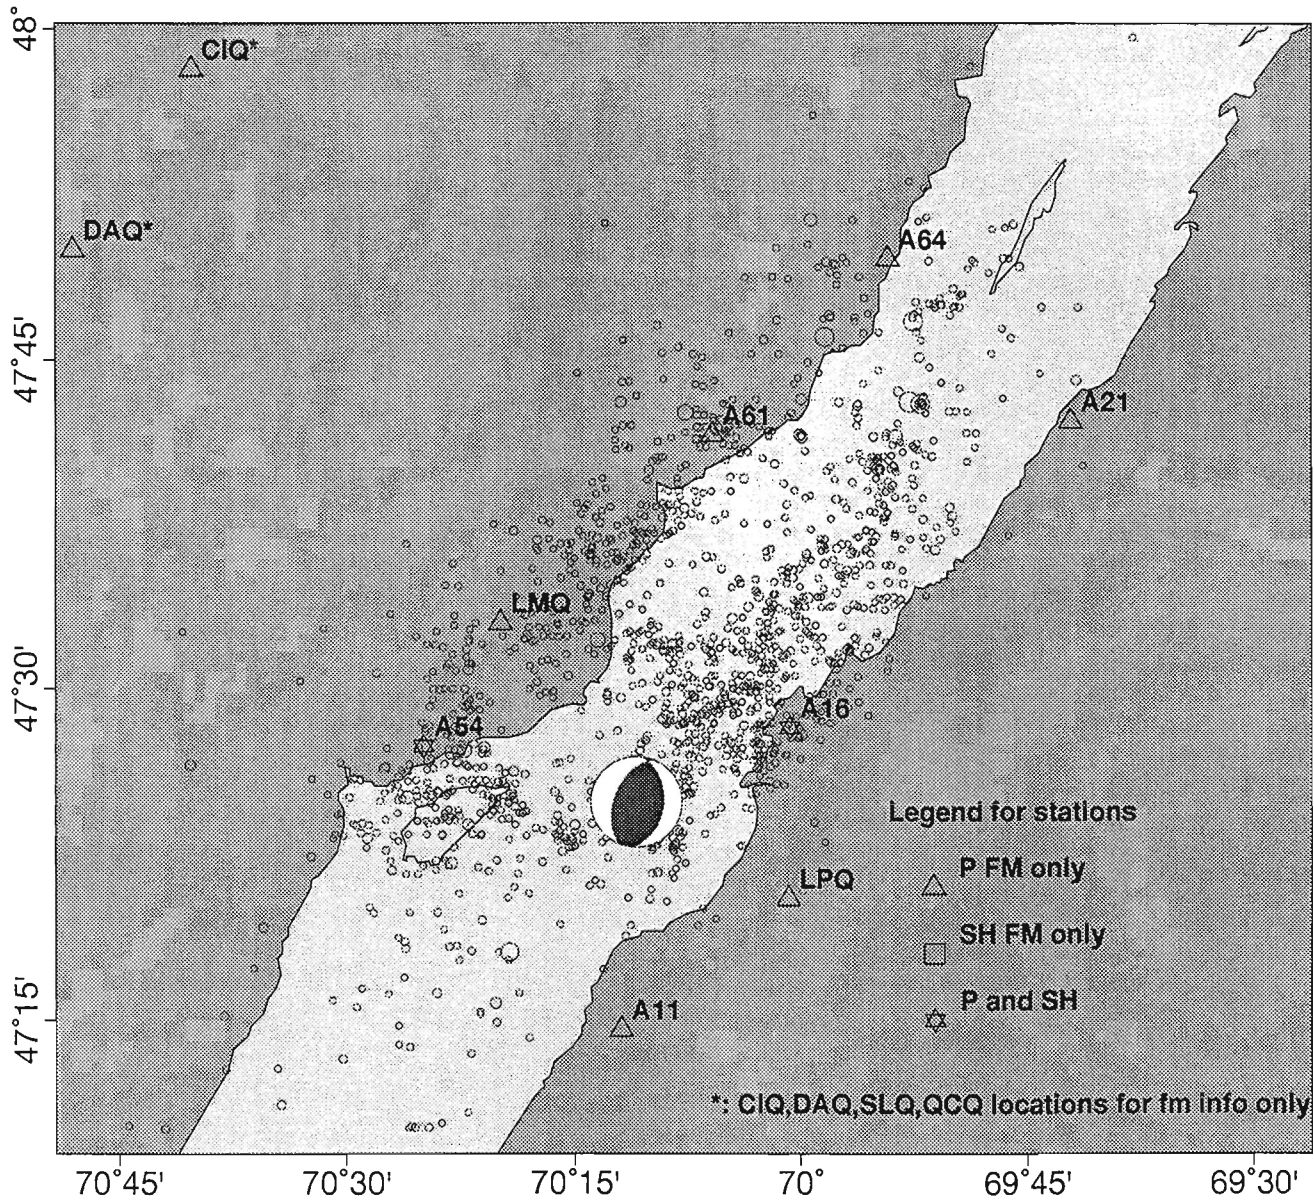 48°
CIQ*
DAQ*
A64
47°45'
A61
A21
LMQ
47°30'
A54
A16
Legend for stations
LPQ
P FM only
SH FM only
47°15'
A11
P and SH
*: CIQ,DAQ,SLQ,QCQ locations for fm info only
70°45'
70°30'
70°15'
70°
69°45'
69°30'